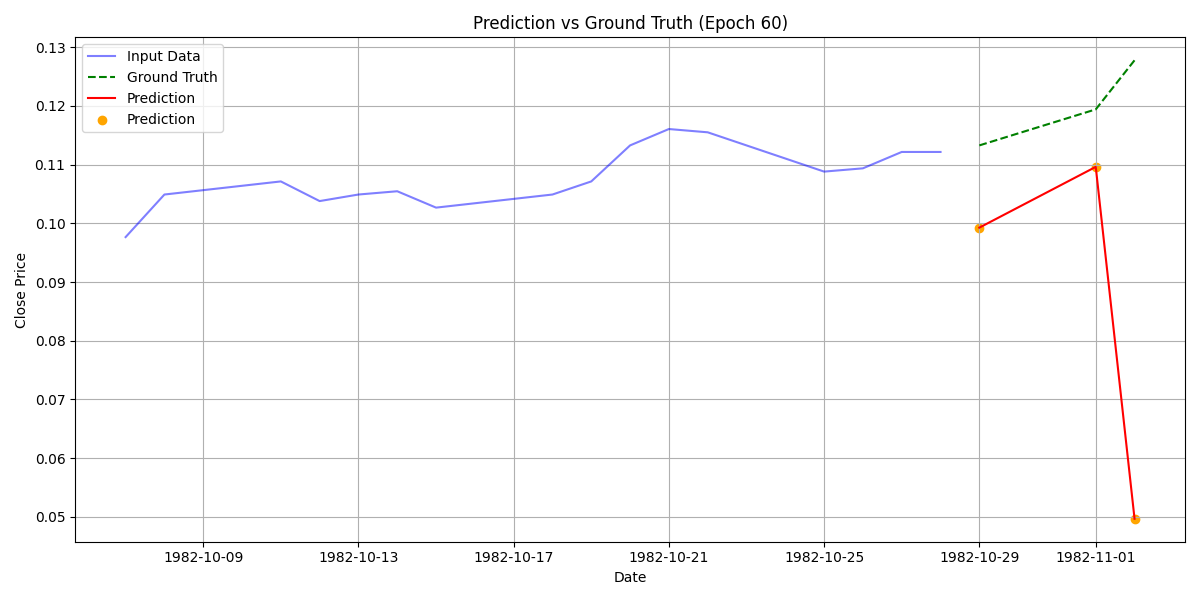 Prediction vs Ground Truth (Epoch 60)
Input Data
Ground Truth
Prediction
Prediction
Close Price
0.13
0.12
0.11
0.10
0.09
0.08
0.07
0.06
0.05
1982-10-09
1982-10-13
1982-10-17
1982-10-21
1982-10-25
1982-10-29
1982-11-01
Date